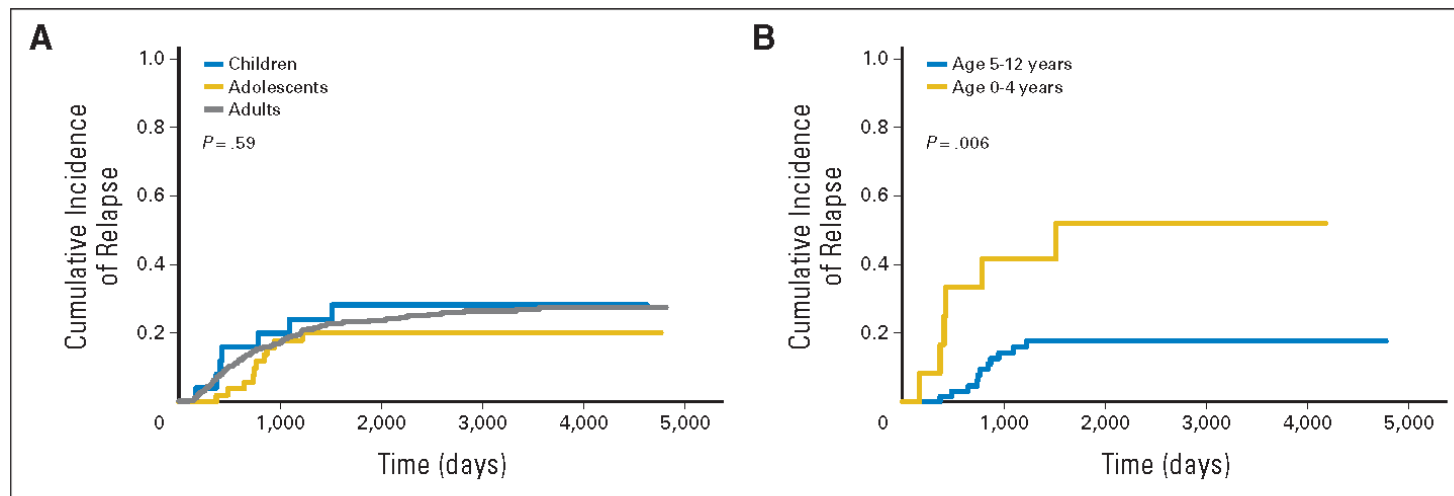 A
Cumulative Incidence
of Relapse
1.0
0.8
0.6
0.4
0.2
0
1,000
2,000
3,000
4,000
5,000
Time (days)
Children
Adolescents
Adults
P = .59
B
Cumulative Incidence
of Relapse
1.0
0.8
0.6
0.4
0.2
0
1,000
2,000
3,000
4,000
5,000
Time (days)
Age 5-12 years
Age 0-4 years
P = .006